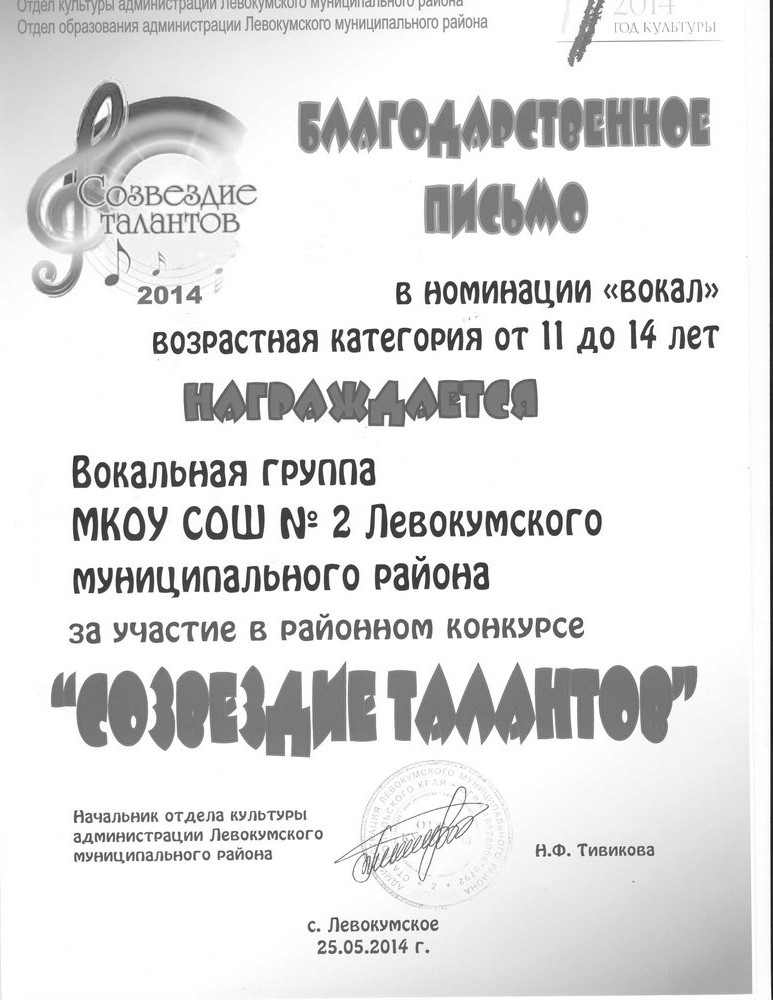 Отдел культуры администрации Левокумского муниципального района
Отдел образования администрации Левокумского муниципального района
2014
ГОД КУЛЬТУРЫ
Созвездие
талантов
2014
БЛАГОДАРСТВЕННОЕ
ПИСЬМО
в номинации «вокал»
возрастная категория от 11 до 14 лет
НАГРАЖДАЕТСЯ
Вокальная группа
МКОУ СОШ № 2 Левокумского
муниципального района
за участие в районном конкурсе
“СОЗВЕЗДИЕ ТАЛАНТОВ”
Начальник отдела культуры
администрации Левокумского
муниципального района
Н.Ф. Тивикова
с. Левокумское
25.05.2014 г.